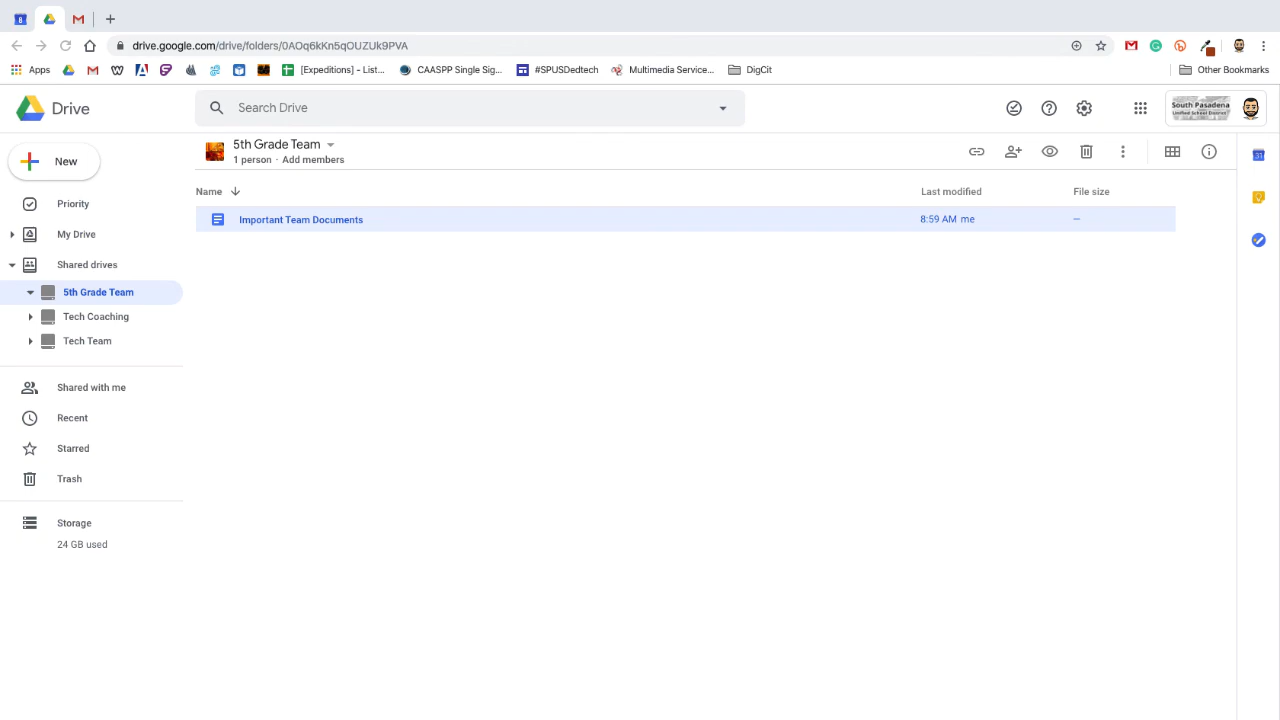 8
drive.google.com/drive/folders/0AOq6kKn5qOUZUk9PVA
Apps
[Expeditions] - List...
CAASPP Single Sig...
#SPUSDedtech
Multimedia Service...
DigCit
Other Bookmarks
Drive
Search Drive
South Pasadena
Unified School District
New
5th Grade Team
1 person · Add members
31
Name
Last modified
File size
Important Team Documents
8:59 AM me
—
Priority
My Drive
Shared drives
5th Grade Team
Tech Coaching
Tech Team
Shared with me
Recent
Starred
Trash
Storage
24 GB used